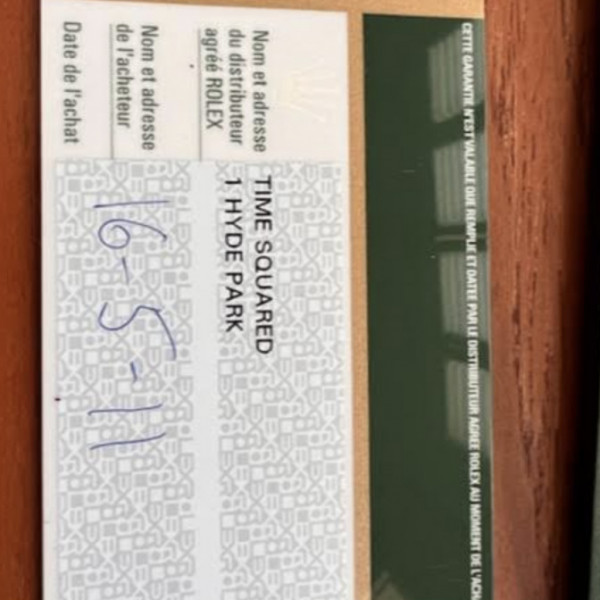 CETTE GARANTIE N'EST VALABLE QUE REMPLIE ET DATÉE PAR LE DISTRIBUTEUR AGRÉÉ ROLEX AU MOMENT DE L'ACH
Nom et adresse
du distributeur
agréé ROLEX
TIME SQUARED
1 HYDE PARK
Nom et adresse
de l'acheteur
16-5-11
Date de l'achat